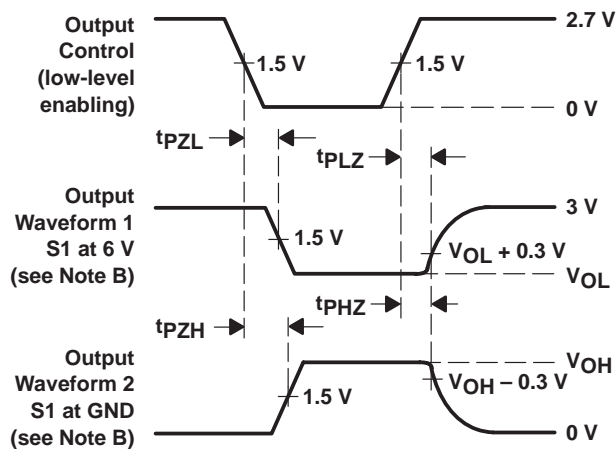 Output
Control
(low-level
enabling)
1.5 V
1.5 V
2.7 V
0 V
tPZL
tPLZ
Output
Waveform 1
S1 at 6 V
(see Note B)
1.5 V
3 V
VOL + 0.3 V
VOL
tPHZ
tPZH
Output
Waveform 2
S1 at GND
(see Note B)
1.5 V
VOH
VOH – 0.3 V
0 V